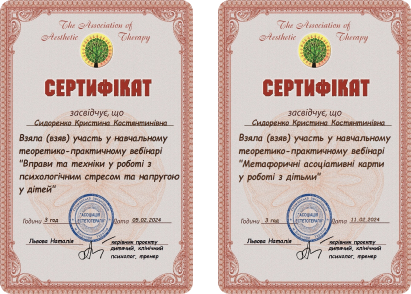 The Association of
Aesthetic Therapy
СЕРТИФІКАТ
засвідчує, що
Сидоренко Кристина Костянтинівна
Взяла (взяв) участь у навчальному
теоретико-практичному вебінарі
"Вправи та техніки у роботі з
психологічним стресом та напругою
у дітей"
Години 3 год Дата 05.02.2024
Львова Наталія керівник проекту
дитячий, клінічний
психолог, тренер
The Association of
Aesthetic Therapy
СЕРТИФІКАТ
засвідчує, що
Сидоренко Кристина Костянтинівна
Взяла (взяв) участь у навчальному
теоретико-практичному вебінарі
"Метафоричні асоціативні карти
у роботі з дітьми"
Години 3 год Дата 11.02.2024
Львова Наталія керівник проекту
дитячий, клінічний
психолог, тренер